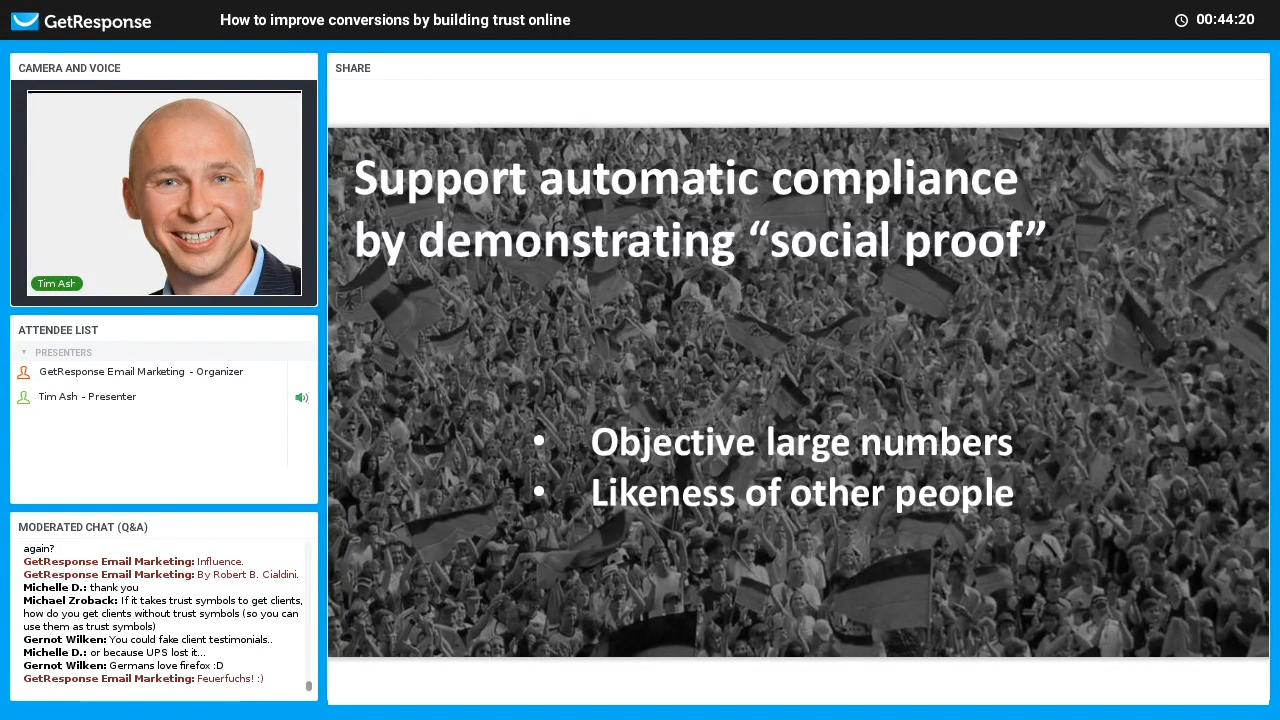 GetResponse
How to improve conversions by building trust online
00:44:20
CAMERA AND VOICE
Tim Ash
ATTENDEE LIST
PRESENTERS
GetResponse Email Marketing - Organizer
Tim Ash - Presenter
MODERATED CHAT (Q&A)
again?
GetResponse Email Marketing: Influence.
GetResponse Email Marketing: By Robert B. Cialdini.
Michelle D.: thank you
Michael Zroback: If it takes trust symbols to get clients,
how do you get clients without trust symbols (so you can
use them as trust symbols)
Gernot Wilken: You could fake client testimonials..
Michelle D.: or because UPS lost it...
Gernot Wilken: Germans love firefox :D
GetResponse Email Marketing: Feuerfuchs! :)
SHARE
Support automatic compliance
by demonstrating “social proof”
• Objective large numbers
• Likeness of other people